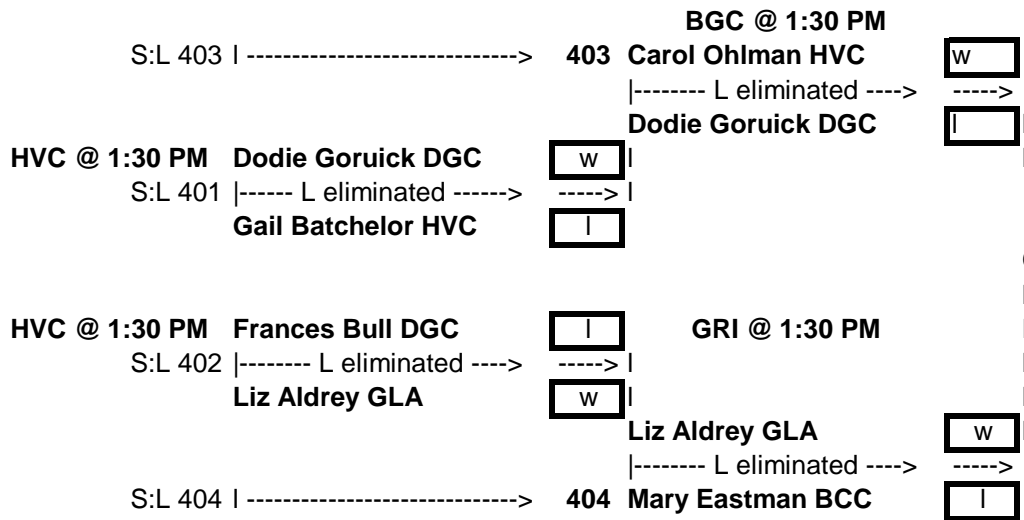 BGC @ 1:30 PM
S:L 403 l -----------------------------> 403 Carol Ohlman HVC w
|-------- L eliminated ----> ----->
Dodie Goruick DGC l
HVC @ 1:30 PM Dodie Goruick DGC w l
S:L 401 |------ L eliminated ------> -----> l
Gail Batchelor HVC l
HVC @ 1:30 PM Frances Bull DGC l GRI @ 1:30 PM
S:L 402 |-------- L eliminated ----> -----> l
Liz Aldrey GLA w l
Liz Aldrey GLA w
|-------- L eliminated ----> ----->
S:L 404 l -----------------------------> 404 Mary Eastman BCC l